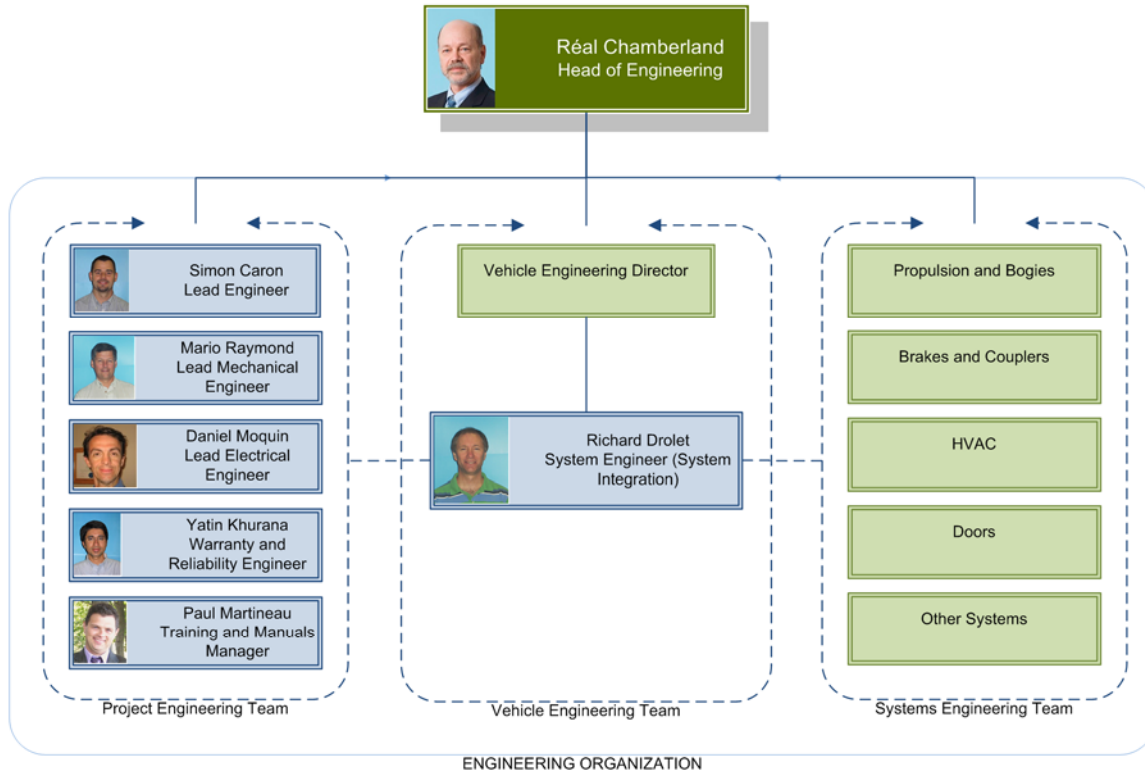 Réal Chamberland
Head of Engineering
Simon Caron
Lead Engineer
Mario Raymond
Lead Mechanical
Engineer
Daniel Moquin
Lead Electrical
Engineer
Yatin Khurana
Warranty and
Reliability Engineer
Paul Martineau
Training and Manuals
Manager
Project Engineering Team
Vehicle Engineering Director
Richard Drolet
System Engineer (System
Integration)
Vehicle Engineering Team
Propulsion and Bogies
Brakes and Couplers
HVAC
Doors
Other Systems
Systems Engineering Team
ENGINEERING ORGANIZATION